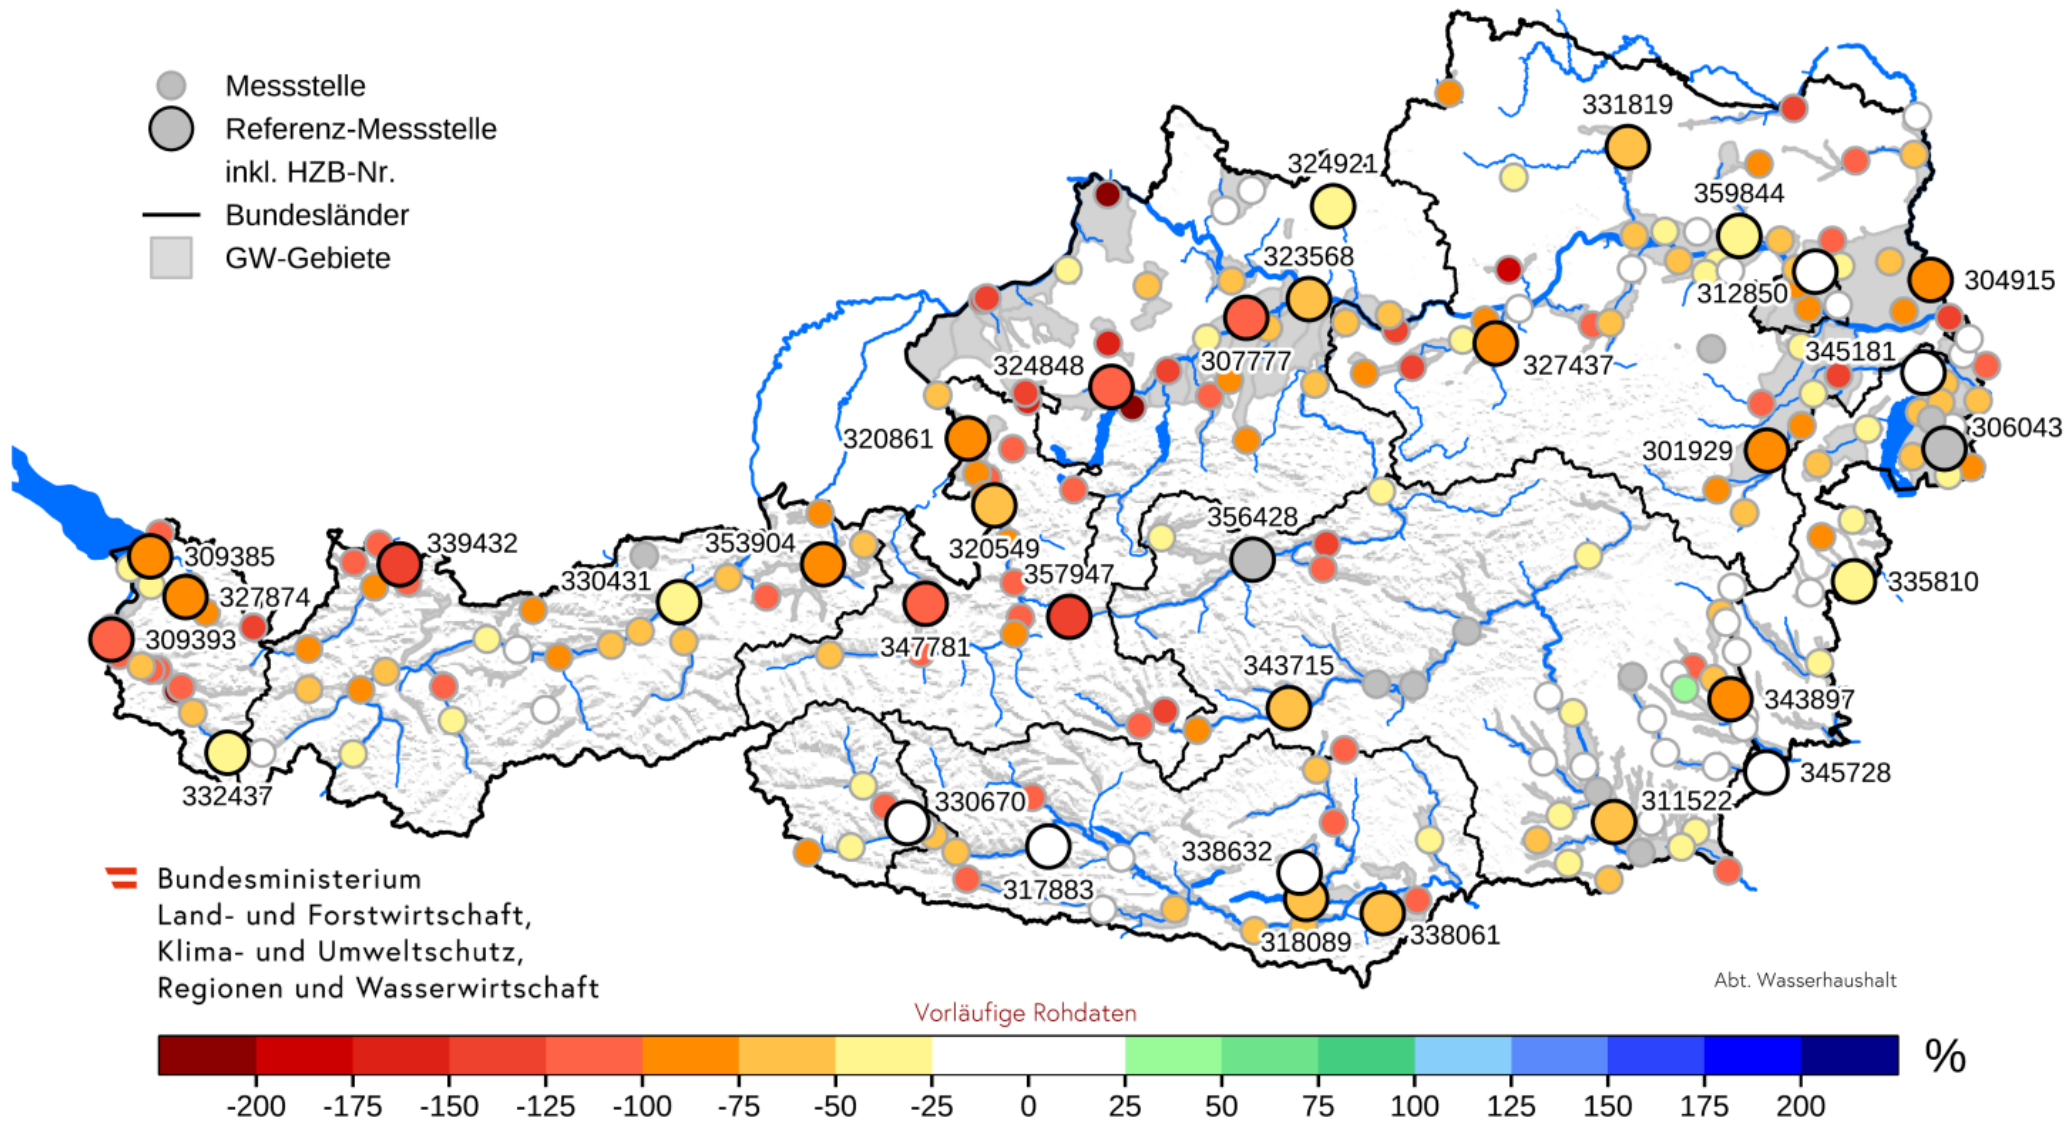 Messstelle
Referenz-Messstelle
inkl. HZB-Nr.
Bundesländer
GW-Gebiete
331819
324921
359844
323568
304915
312850
324848
307777
327437
345181
320861
301929
306043
356428
309385
339432
353904
320549
357947
330431
327874
335810
309393
347781
343715
343897
332437
345728
330670
311522
338632
317883
318089
338061
Bundesministerium
Land- und Forstwirtschaft,
Klima- und Umweltschutz,
Regionen und Wasserwirtschaft
Abt. Wasserhaushalt
Vorläufige Rohdaten
%
-200 -175 -150 -125 -100 -75 -50 -25 0 25 50 75 100 125 150 175 200